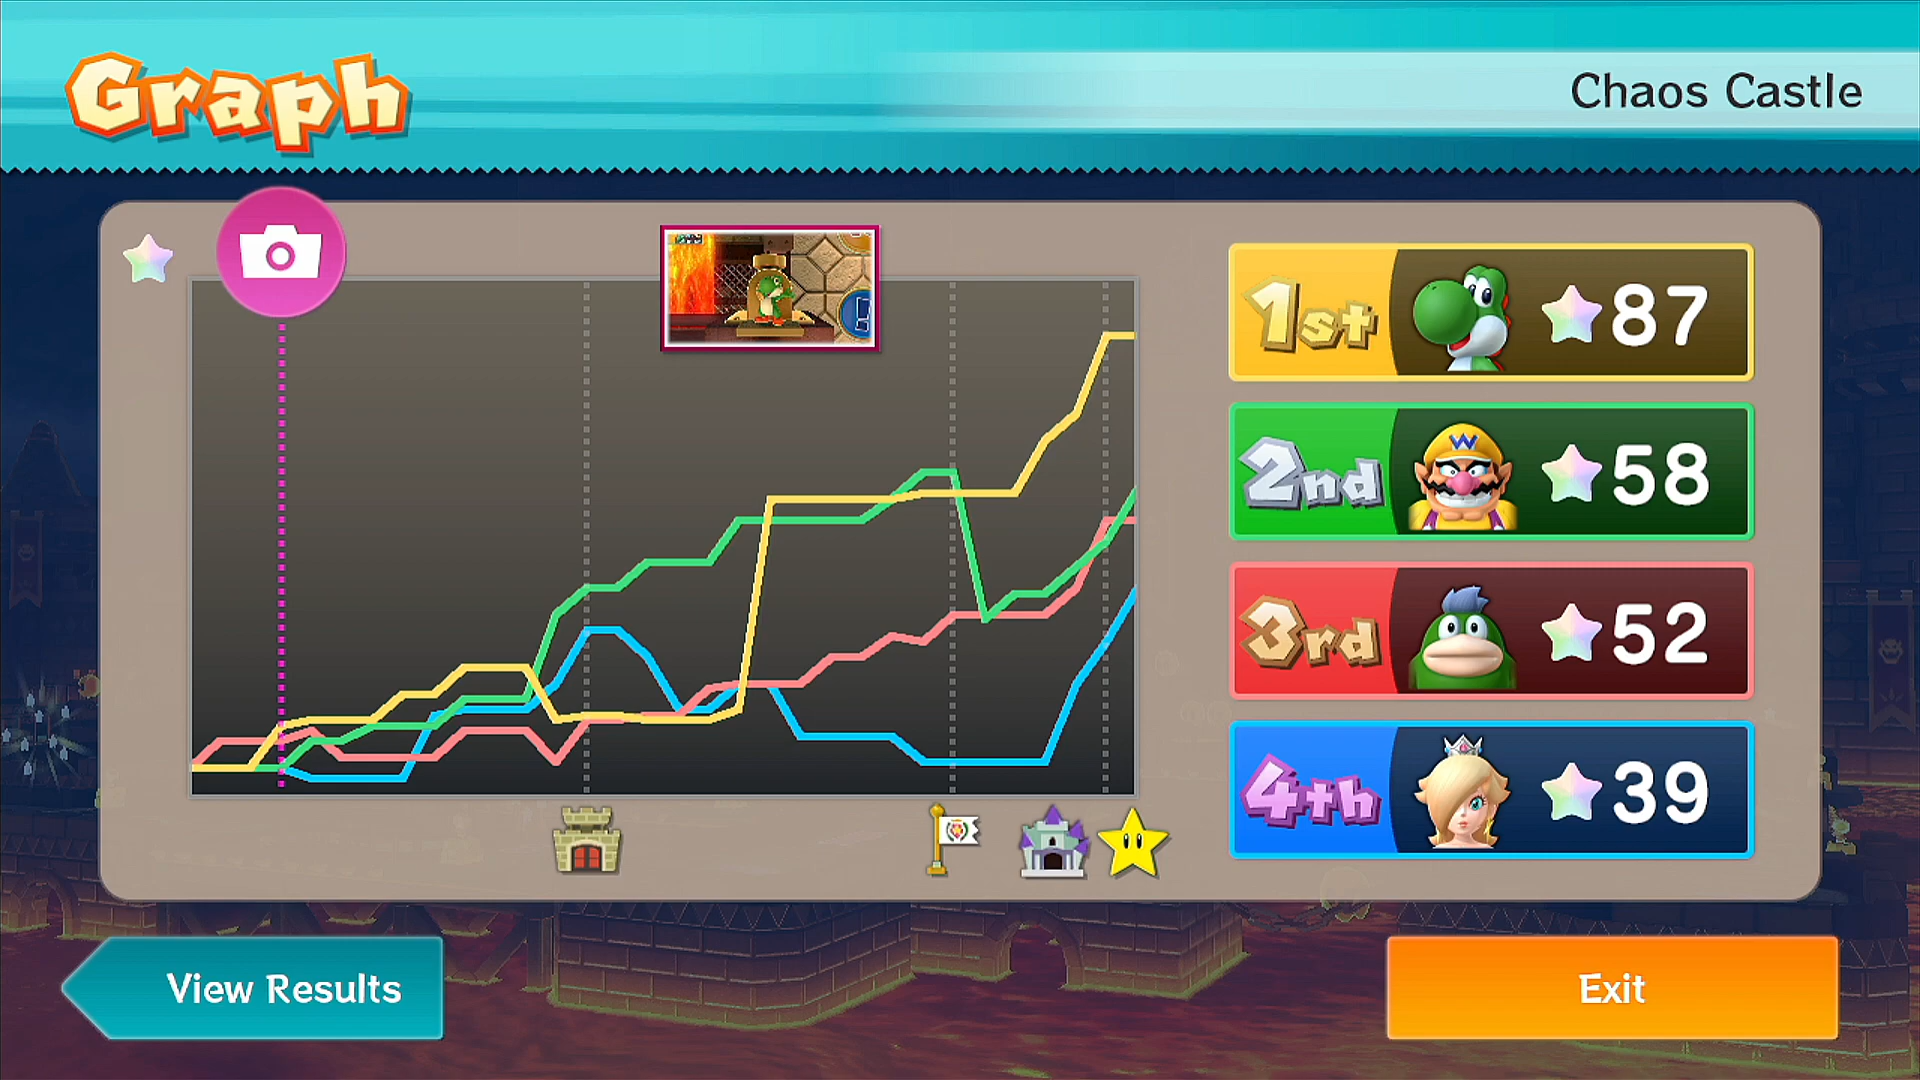 Graph
Chaos Castle
1st
87
2nd
W
58
3rd
52
4th
39
View Results
Exit